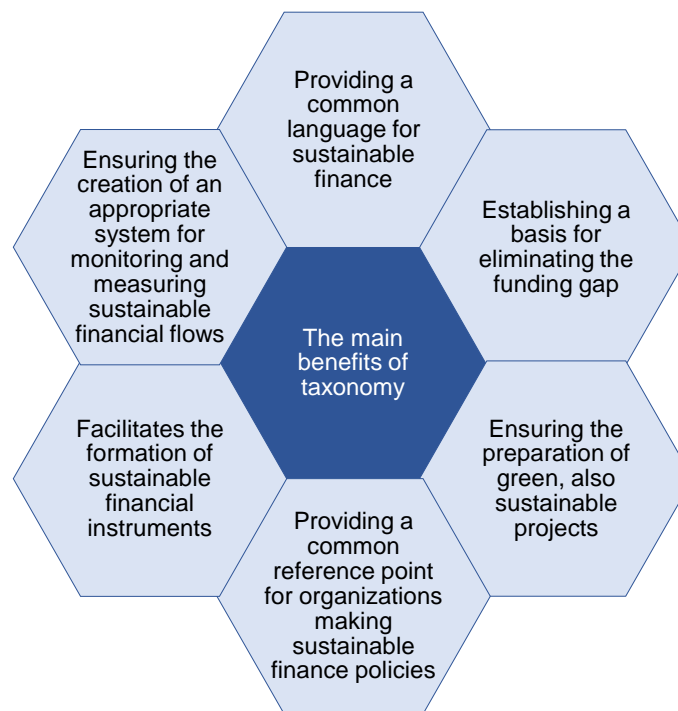 Providing a
common
language for
sustainable
finance
Ensuring the
creation of an
appropriate
system for
monitoring and
measuring
sustainable
financial flows
Establishing a
basis for
eliminating the
funding gap
The main
benefits of
taxonomy
Facilitates the
formation of
sustainable
financial
instruments
Ensuring the
preparation of
green, also
sustainable
projects
Providing a
common
reference point
for organizations
making
sustainable
finance policies